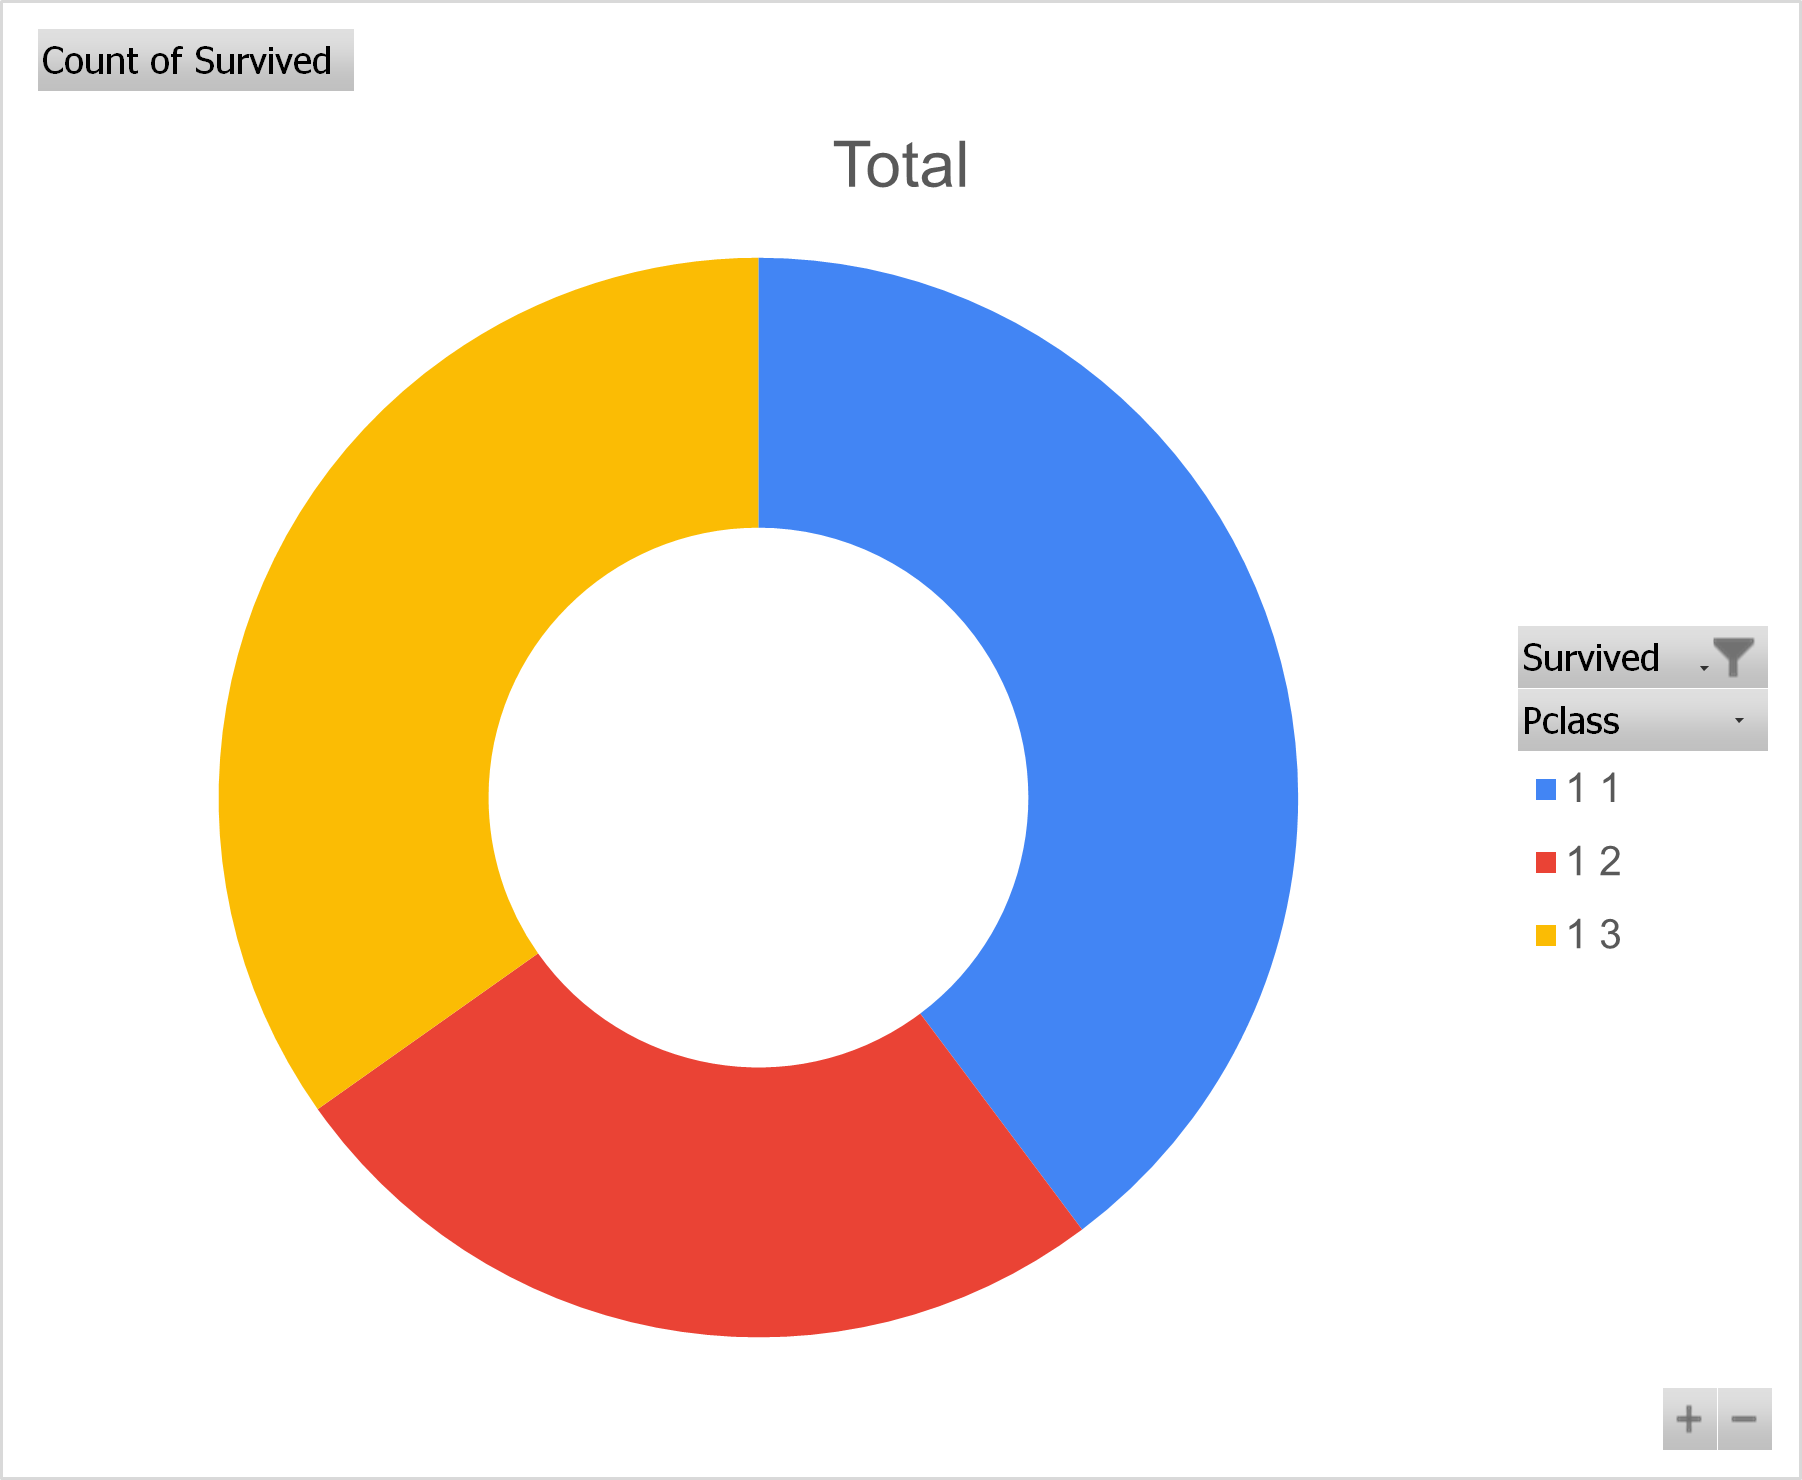 Count of Survived
Total
Survived
Pclass
1 1
1 2
1 3